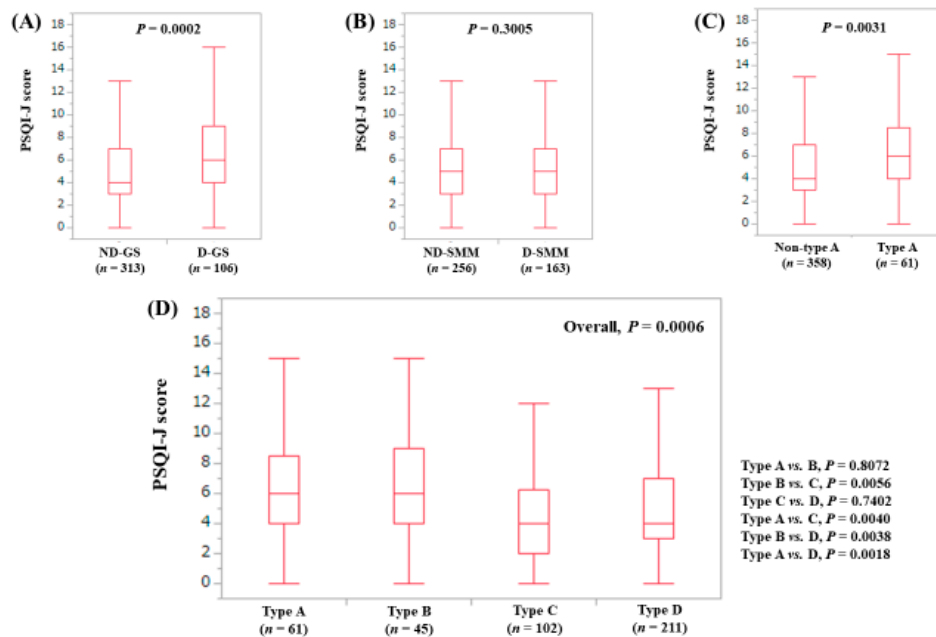 (A)
P = 0.0002
PSQI-J score
18
16
14
12
10
8
6
4
2
0
ND-GS
(n = 313)
D-GS
(n = 106)
(B)
P = 0.3005
PSQI-J score
18
16
14
12
10
8
6
4
2
0
ND-SMM
(n = 256)
D-SMM
(n = 163)
(C)
P = 0.0031
PSQI-J score
18
16
14
12
10
8
6
4
2
0
Non-type A
(n = 358)
Type A
(n = 61)
(D)
Overall, P = 0.0006
PSQI-J score
18
16
14
12
10
8
6
4
2
0
Type A
(n = 61)
Type B
(n = 45)
Type C
(n = 102)
Type D
(n = 211)
Type A vs. B, P = 0.8072
Type B vs. C, P = 0.0056
Type C vs. D, P = 0.7402
Type A vs. C, P = 0.0040
Type B vs. D, P = 0.0038
Type A vs. D, P = 0.0018